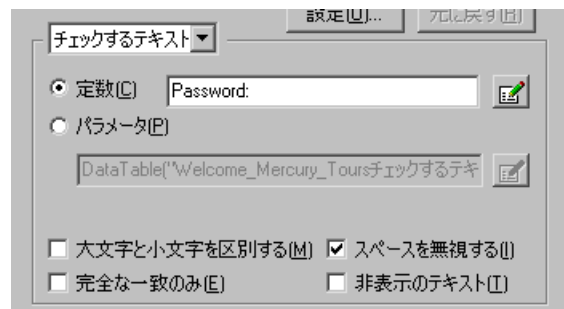 設定(U)... 元に戻す(R)
チェックするテキスト
定数(C) Password:
パラメータ(P)
DataTable("Welcome_Mercury_Toursチェックするテキ
大文字と小文字を区別する(M) スペースを無視する(I)
完全な一致のみ(E) 非表示のテキスト(T)